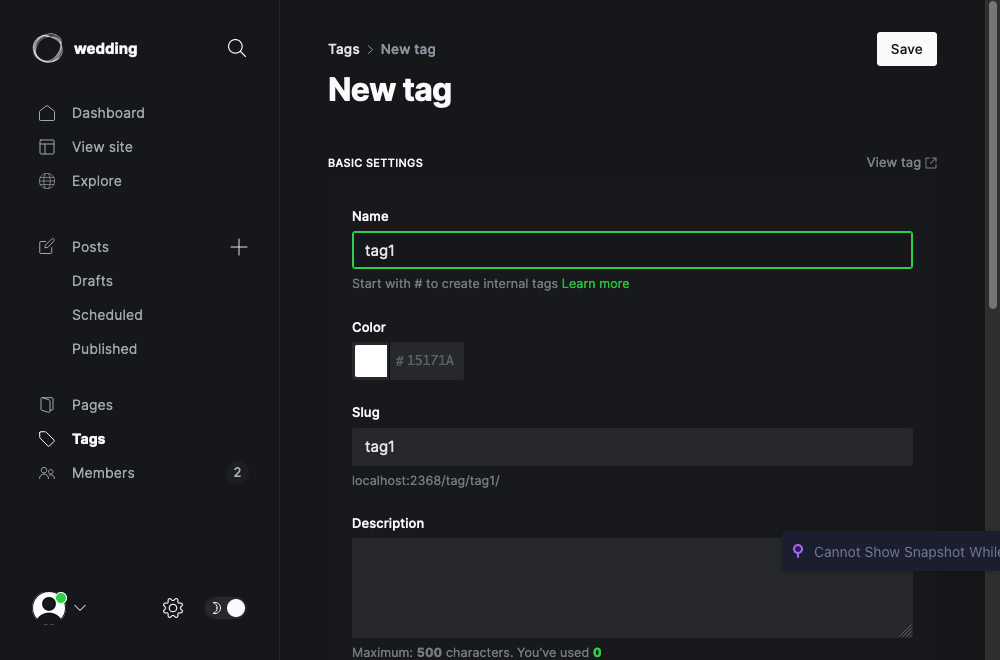 wedding
Dashboard
View site
Explore
Posts
Drafts
Scheduled
Published
Pages
Tags
Members 2
Tags New tag
Save
New tag
BASIC SETTINGS
View tag
Name
tag1
Start with # to create internal tags Learn more
Color
# 15171A
Slug
tag1
localhost:2368/tag/tag1/
Description
Cannot Show Snapshot While
Maximum: 500 characters. You've used 0